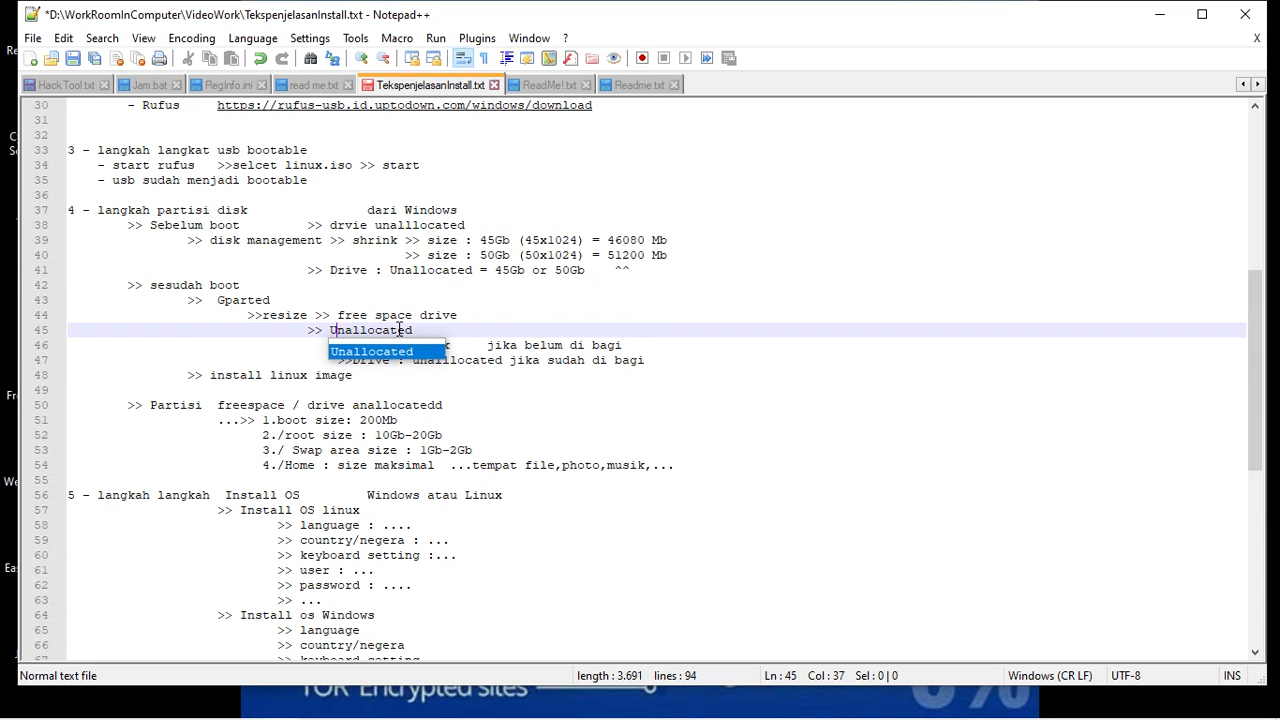 *D:\WorkRoomInComputer\VideoWork\TekspenjelasanInstall.txt - Notepad++
File Edit Search View Encoding Language Settings Tools Macro Run Plugins Window ? X
Hack Tool.txt Jam.bat RegInfo.ini read me.txt TekspenjelasanInstall.txt ReadMe!.txt Readme.txt
30 - Rufus https://rufus-usb.id.uptodown.com/windows/download
31
32
33 3 - langkah langkat usb bootable
34 - start rufus >>selcet linux.iso >> start
35 - usb sudah menjadi bootable
36
37 4 - langkah partisi disk dari Windows
38 >> Sebelum boot >> drvie unalllocated
39 >> disk management >> shrink >> size : 45Gb (45x1024) = 46080 Mb
40 >> size : 50Gb (50x1024) = 51200 Mb
41 >> Drive : Unallocated = 45Gb or 50Gb ^^
42 >> sesudah boot
43 >> Gparted
44 >>resize >> free space drive
45 >> Unallocated
46 jika belum di bagi
Unallocated
47 >>Drive : unalllocated jika sudah di bagi
48 >> install linux image
49
50 >> Partisi freespace / drive anallocatedd
51 ...>> 1.boot size: 200Mb
52 2./root size : 10Gb-20Gb
53 3./ Swap area size : 1Gb-2Gb
54 4./Home : size maksimal ...tempat file,photo,musik,...
55
56 5 - langkah langkah Install OS Windows atau Linux
57 >> Install OS linux
58 >> language : ....
59 >> country/negera : ...
60 >> keyboard setting :...
61 >> user : ...
62 >> password : ....
63 >> ...
64 >> Install os Windows
65 >> language
66 >> country/negera
67 >> keyboard setting
Normal text file length : 3.691 lines : 94 Ln : 45 Col : 37 Sel : 0 | 0 Windows (CR LF) UTF-8 INS
TOR Encrypted sites